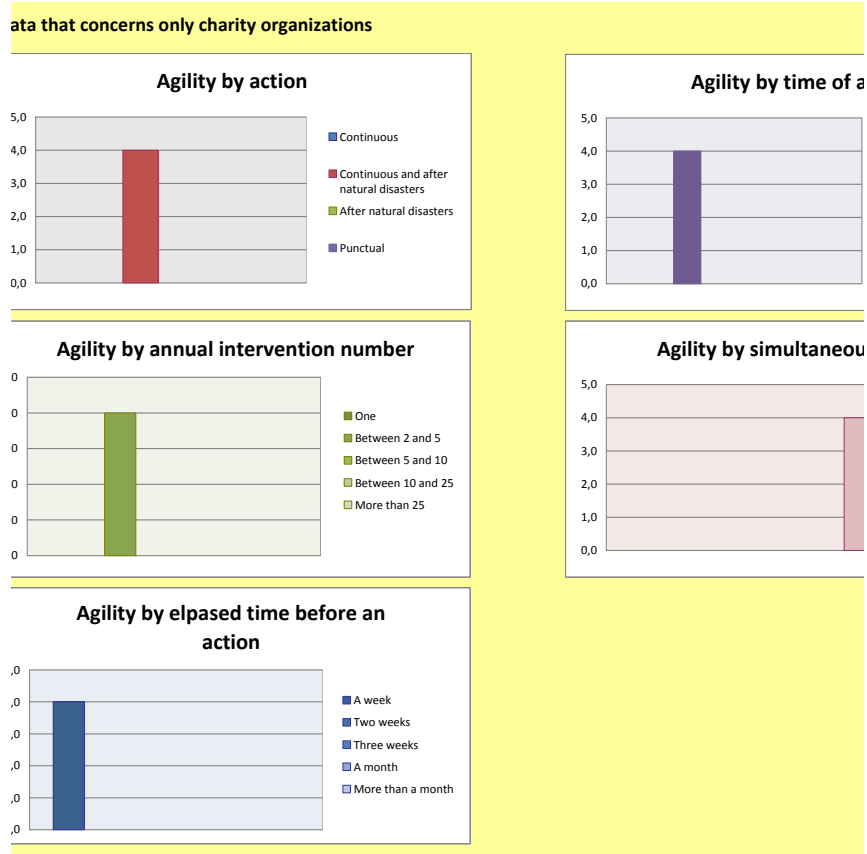 ata that concerns only charity organizations
Agility by action
5,0
4,0
3,0
2,0
1,0
0,0
Continuous
Continuous and after
natural disasters
After natural disasters
Punctual
Agility by time of a
5,0
4,0
3,0
2,0
1,0
0,0
Agility by annual intervention number
0
0
0
0
0
0
One
Between 2 and 5
Between 5 and 10
Between 10 and 25
More than 25
Agility by simultaneou
5,0
4,0
3,0
2,0
1,0
0,0
Agility by elpased time before an
action
,0
,0
,0
,0
,0
,0
A week
Two weeks
Three weeks
A month
More than a month